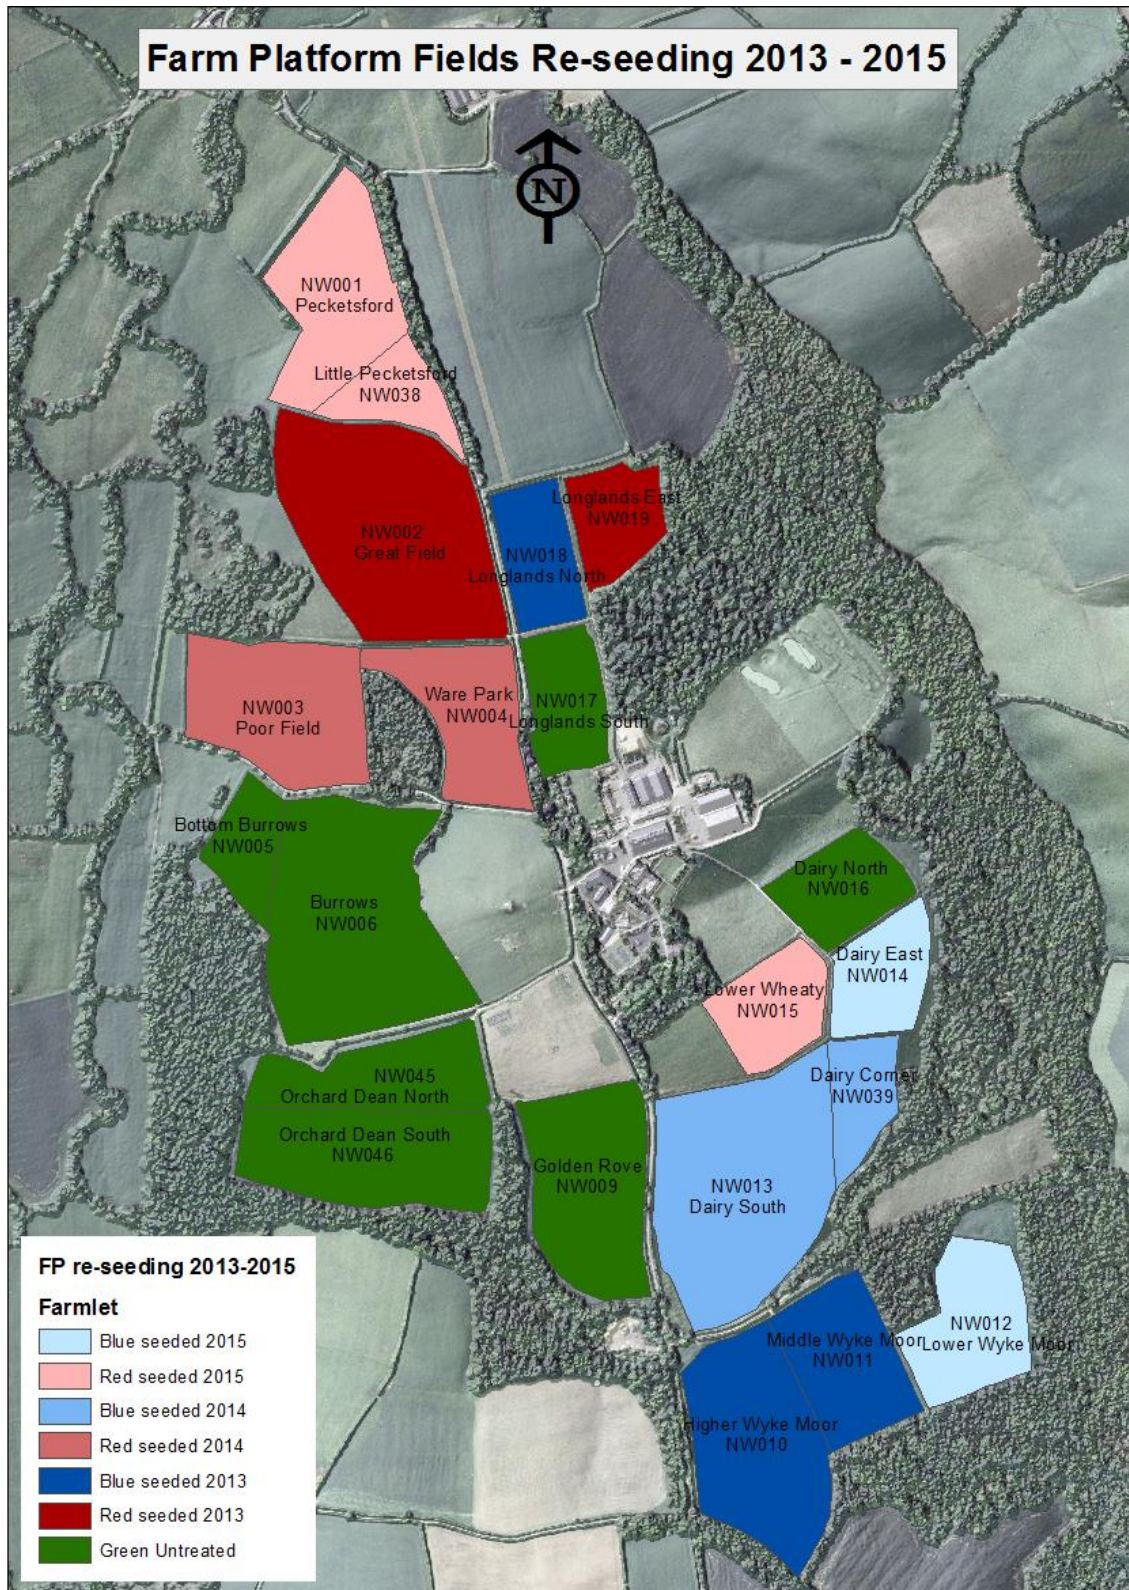 Farm Platform Fields Re-seeding 2013 - 2015
N
NW001
Pecketsford
Little Pecketsford
NW038
NW002
Great Field
Longlands East
NW019
NW018
Longlands North
NW003
Poor Field
Ware Park
NW004
NW017
Longlands South
Bottom Burrows
NW005
Burrows
NW006
Dairy North
NW016
Dairy East
NW014
Lower Wheaty
NW015
NW045
Orchard Dean North
Orchard Dean South
NW046
Golden Rove
NW009
Dairy Corner
NW039
NW013
Dairy South
NW012
Lower Wyke Moor
Middle Wyke Moor
NW011
Higher Wyke Moor
NW010
FP re-seeding 2013-2015
Farmlet
Blue seeded 2015
Red seeded 2015
Blue seeded 2014
Red seeded 2014
Blue seeded 2013
Red seeded 2013
Green Untreated